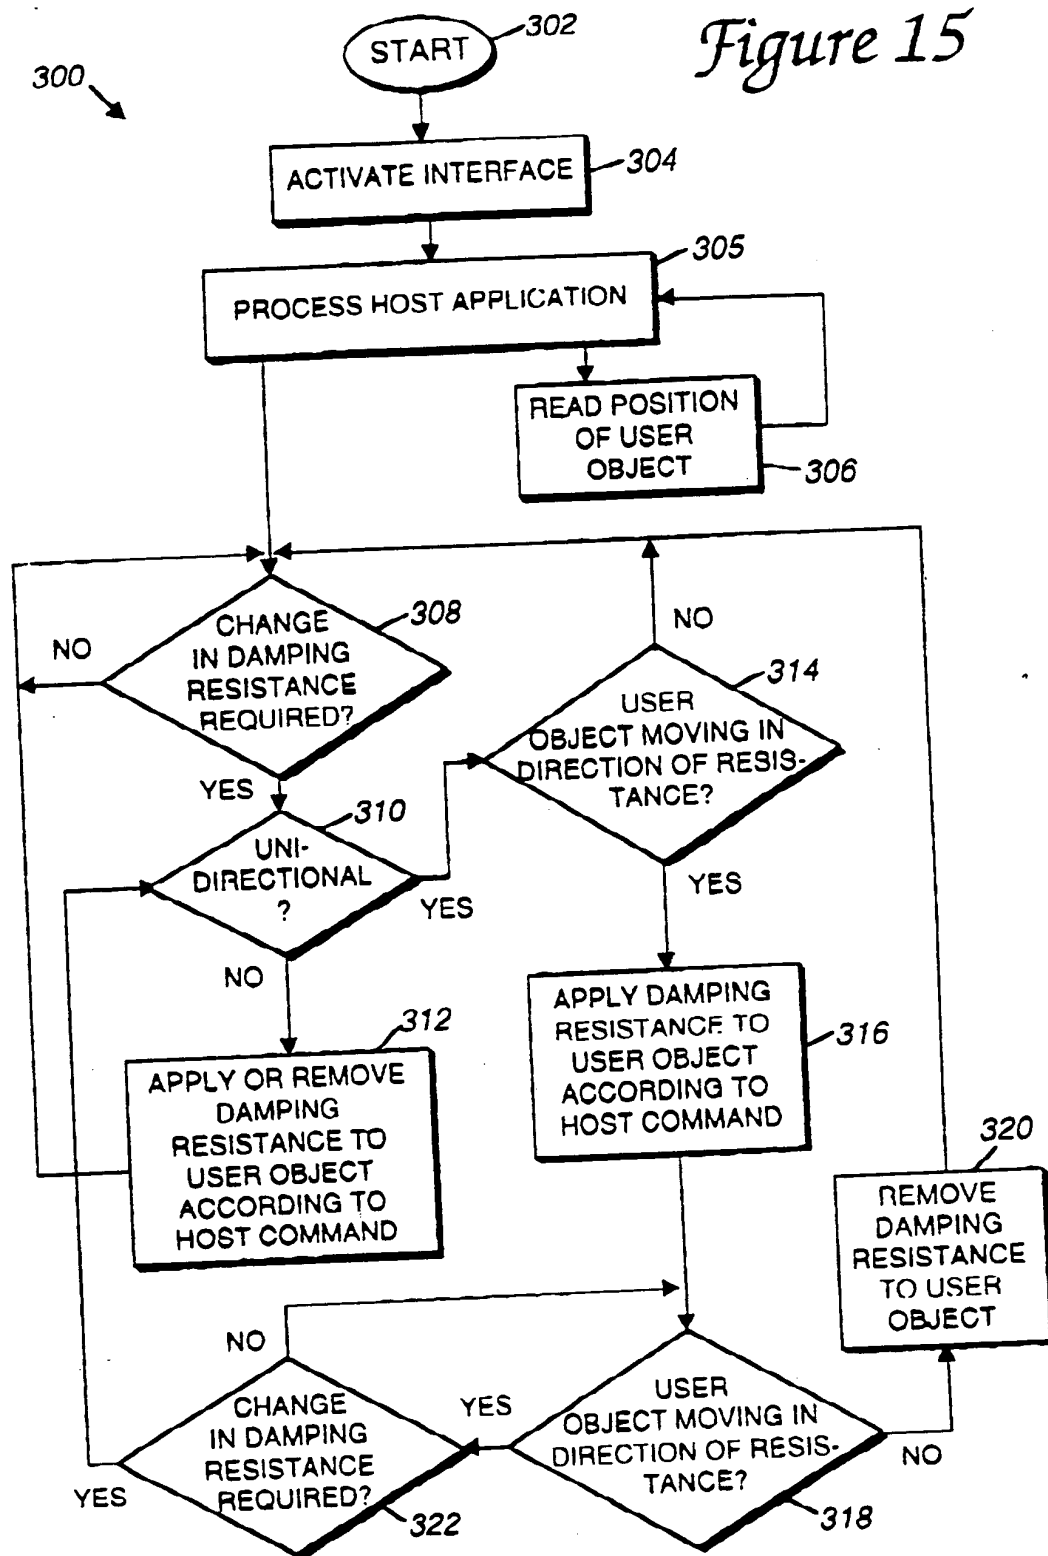 Figure 15
300
START
302
ACTIVATE INTERFACE
304
PROCESS HOST APPLICATION
305
READ POSITION
OF USER
OBJECT
306
CHANGE
IN DAMPING
RESISTANCE
REQUIRED?
308
NO
YES
UNI-
DIRECTIONAL
?
310
YES
NO
NO
USER
OBJECT MOVING IN
DIRECTION OF RESIS-
TANCE?
314
YES
APPLY OR REMOVE
DAMPING
RESISTANCE TO
USER OBJECT
ACCORDING TO
HOST COMMAND
312
APPLY DAMPING
RESISTANCE TO
USER OBJECT
ACCORDING TO
HOST COMMAND
316
REMOVE
DAMPING
RESISTANCE
TO USER
OBJECT
320
NO
CHANGE
IN DAMPING
RESISTANCE
REQUIRED?
322
YES
YES
USER
OBJECT MOVING IN
DIRECTION OF RESIS-
TANCE?
318
NO